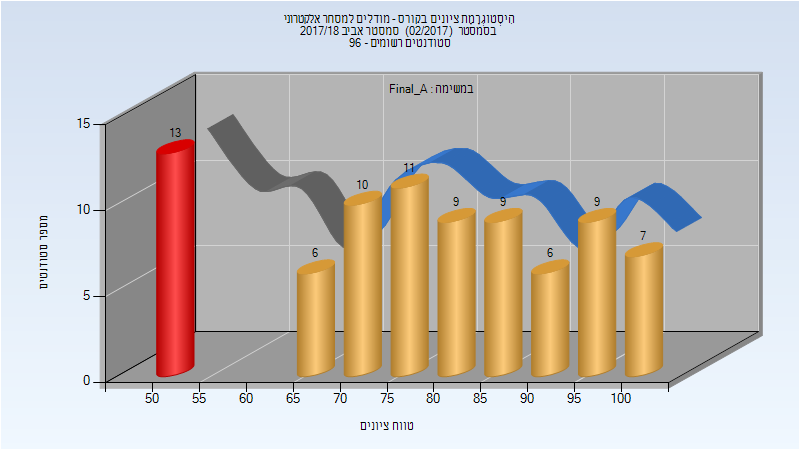 הִיסְטוֹגְרָמַת ציונים בקורס - מודלים למסחר אלקטרוני
בסמסטר (02/2017) סמסטר אביב 2017/18
סטודנטים רשומים - 96
במשימה : Final_A
מספר סטודנטים
15
10
5
0
13
6
10
11
9
9
6
9
7
50 55 60 65 70 75 80 85 90 95 100
טווח ציונים